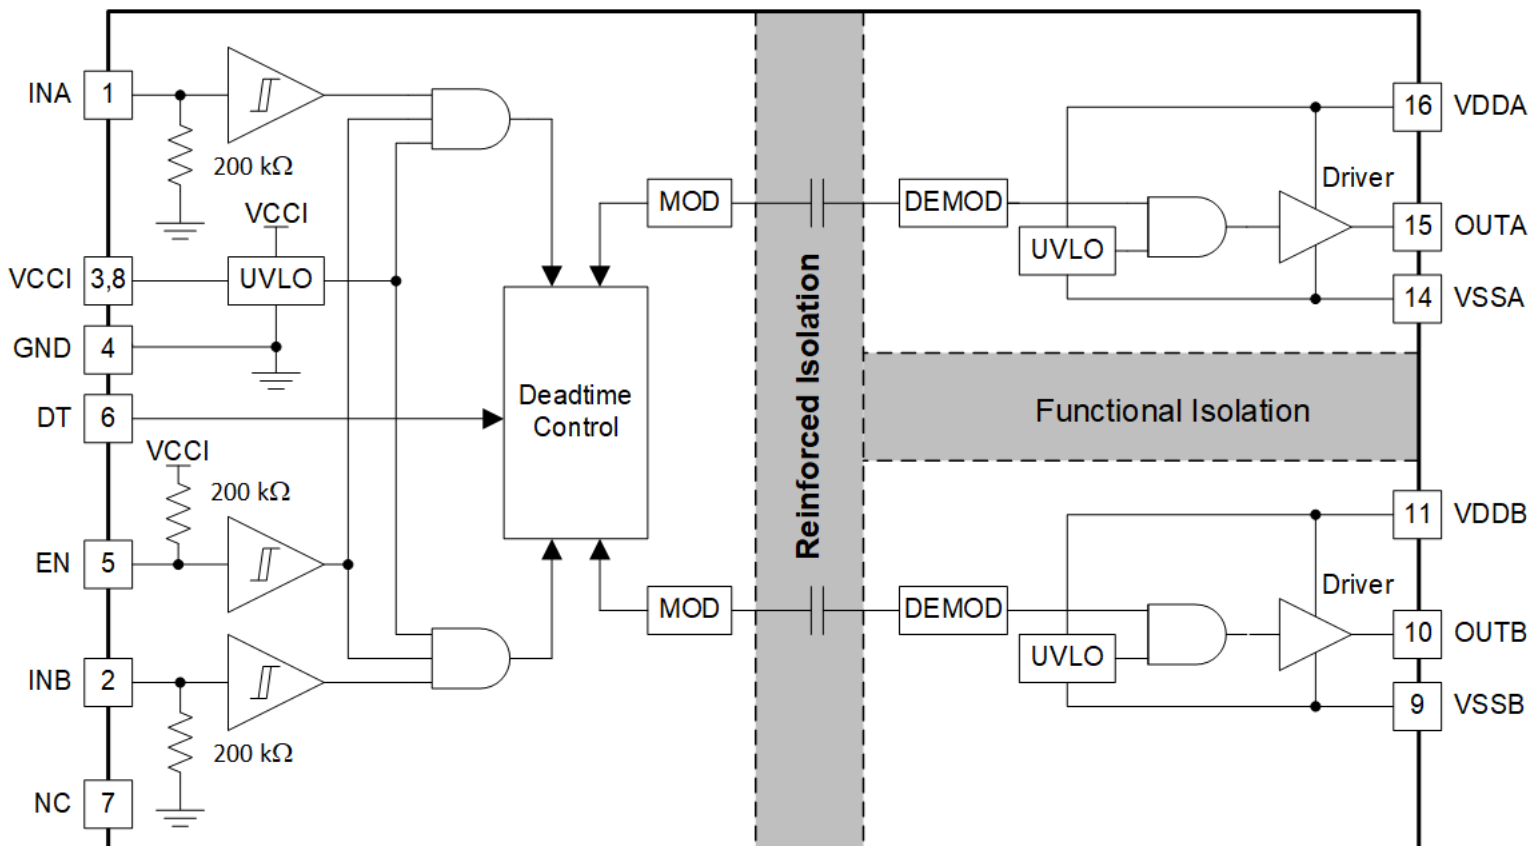 INA 1
200 kΩ
VCCI
VCCI 3,8
UVLO
GND 4
DT 6
VCCI
200 kΩ
EN 5
INB 2
200 kΩ
NC 7
Deadtime
Control
MOD
MOD
Reinforced Isolation
Functional Isolation
DEMOD
UVLO
Driver
16 VDDA
15 OUTA
14 VSSA
DEMOD
UVLO
Driver
11 VDDB
10 OUTB
9 VSSB